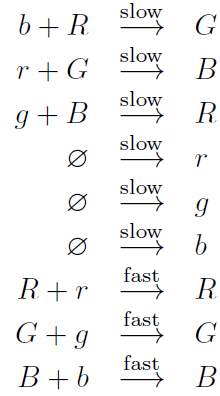 b + R slow⟶ G
r + G slow⟶ B
g + B slow⟶ R
∅ slow⟶ r
∅ slow⟶ g
∅ slow⟶ b
R + r fast⟶ R
G + g fast⟶ G
B + b fast⟶ B